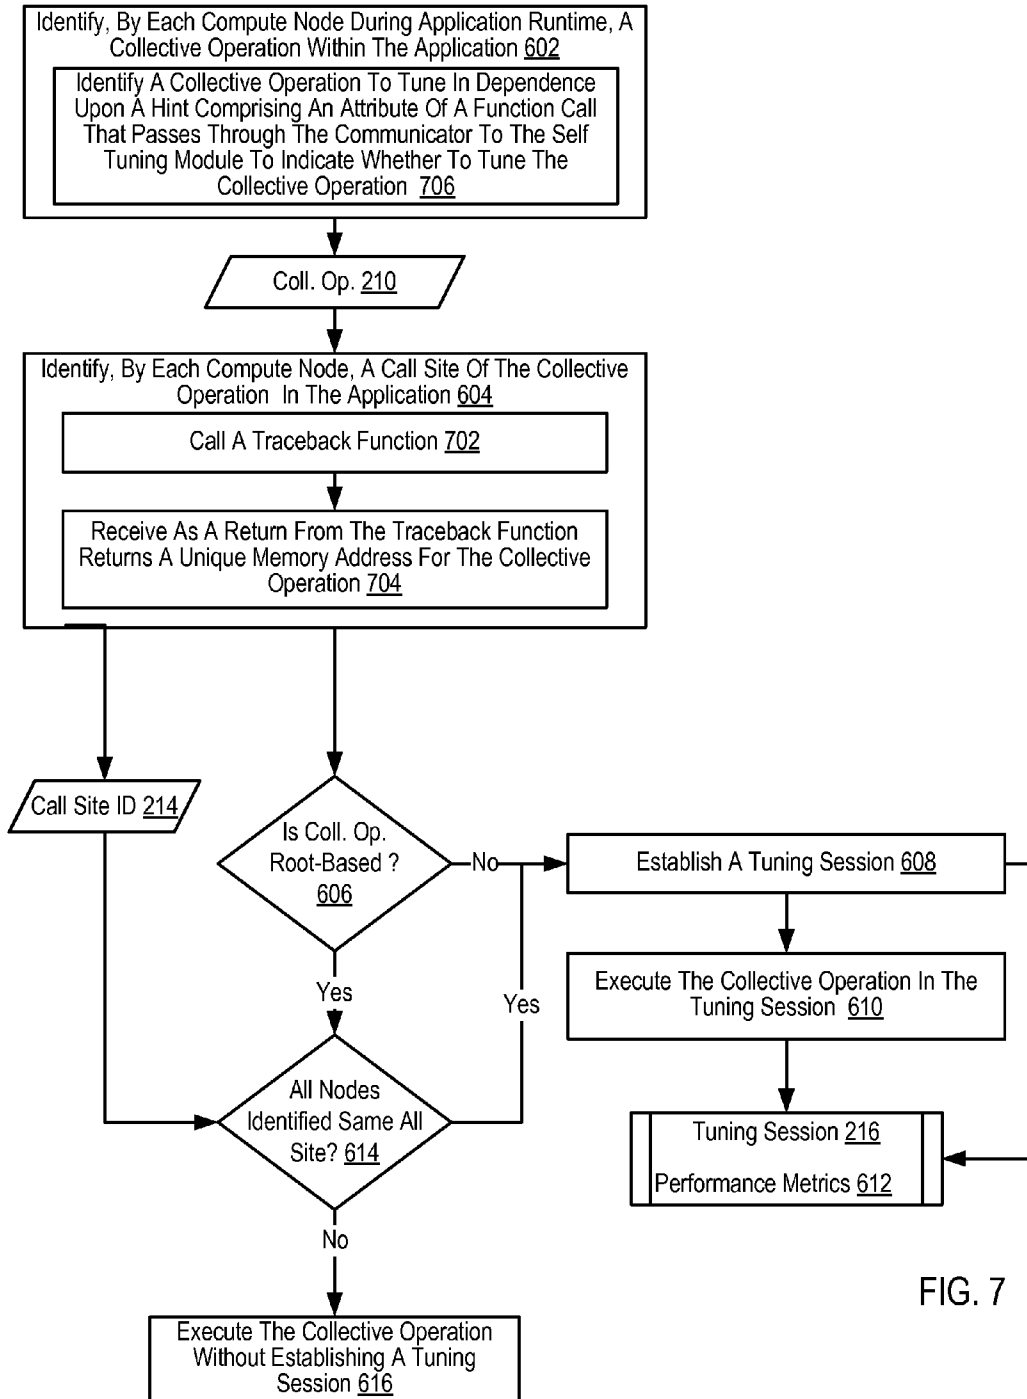 Identify, By Each Compute Node During Application Runtime, A
Collective Operation Within The Application 602
Identify A Collective Operation To Tune In Dependence
Upon A Hint Comprising An Attribute Of A Function Call
That Passes Through The Communicator To The Self
Tuning Module To Indicate Whether To Tune The
Collective Operation 706
Coll. Op. 210
Identify, By Each Compute Node, A Call Site Of The Collective
Operation In The Application 604
Call A Traceback Function 702
Receive As A Return From The Traceback Function
Returns A Unique Memory Address For The Collective
Operation 704
Call Site ID 214
Is Coll. Op.
Root-Based ?
606
No
Yes
Establish A Tuning Session 608
Execute The Collective Operation In The
Tuning Session 610
Yes
All Nodes
Identified Same All
Site? 614
Tuning Session 216
Performance Metrics 612
No
Execute The Collective Operation
Without Establishing A Tuning
Session 616
FIG. 7